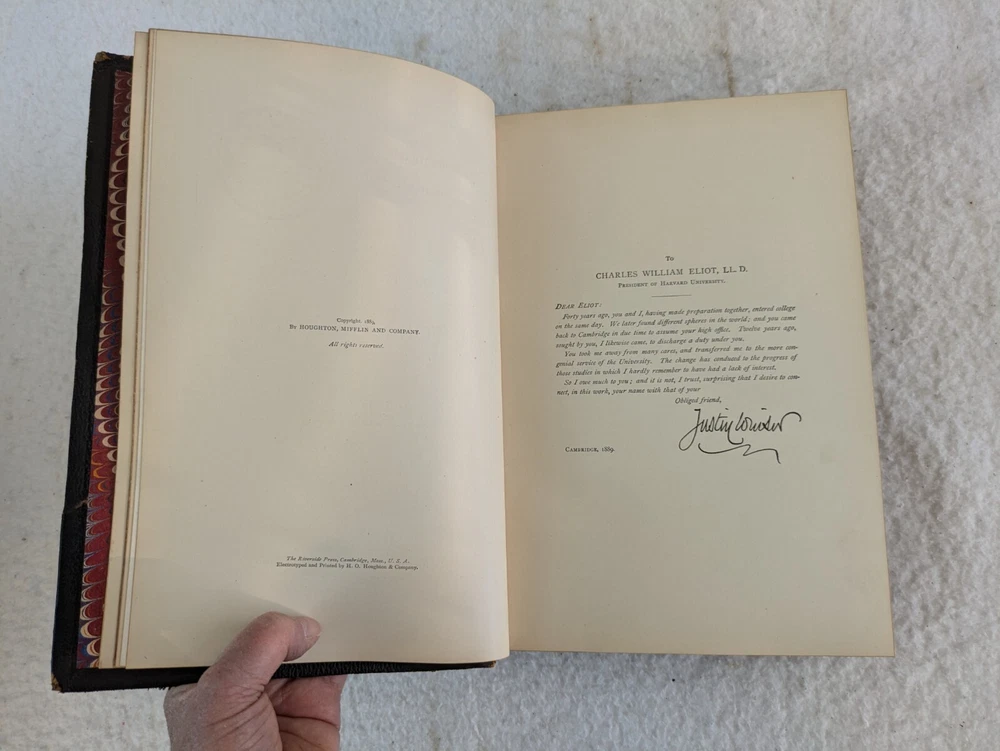 Copyright, 1889,
By HOUGHTON, MIFFLIN AND COMPANY.
All rights reserved.
The Riverside Press, Cambridge, Mass., U. S. A.
Electrotyped and Printed by H. O. Houghton & Company.
To
CHARLES WILLIAM ELIOT, LL. D.
President of Harvard University.
Dear Eliot:
Forty years ago, you and I, having made preparation together, entered college
on the same day. We later found different spheres in the world; and you came
back to Cambridge in due time to assume your high office. Twelve years ago,
sought by you, I likewise came, to discharge a duty under you.
You took me away from many cares, and transferred me to the more con-
genial service of the University. The change has conduced to the progress of
those studies in which I hardly remember to have had a lack of interest.
So I owe much to you; and it is not, I trust, surprising that I desire to con-
nect, in this work, your name with that of your
Obliged friend,
Justin Winsor
Cambridge, 1889.